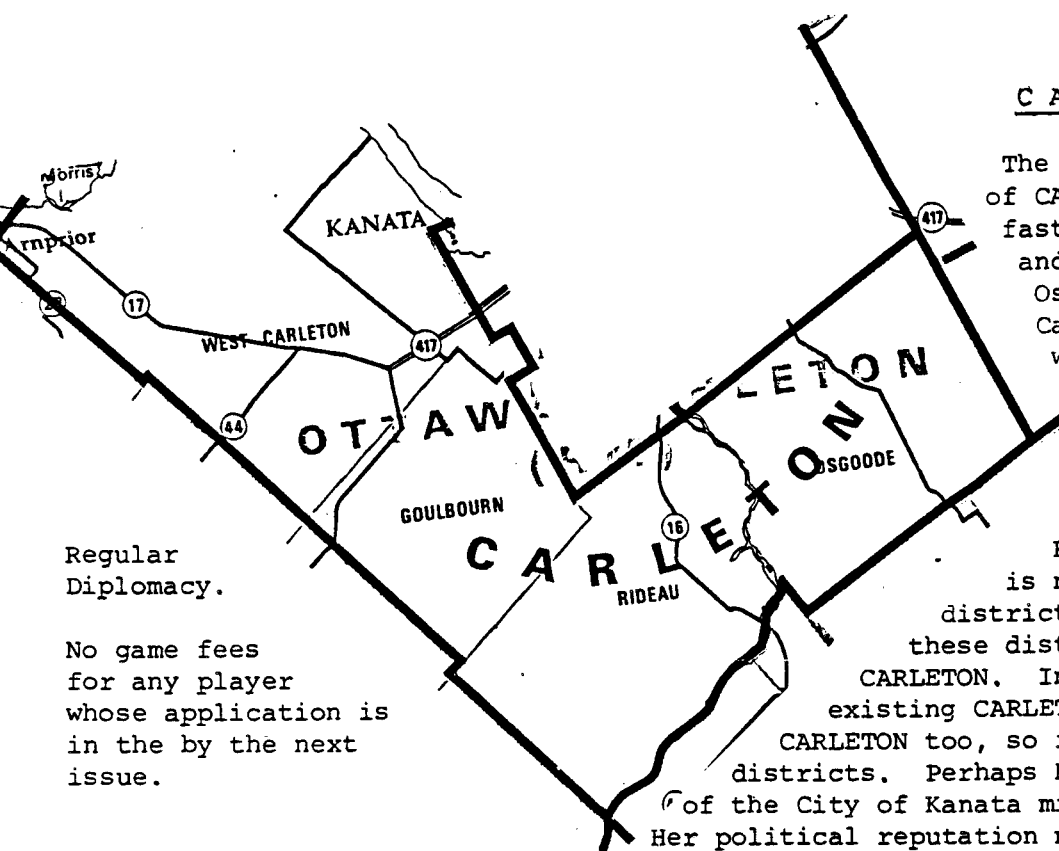 C A
The
of CA
fast
and
Os
Ca
w
Morris
Arnprior
KANATA
417
17
WEST CARLETON
417
44
OTTAW
LETON
OSGOODE
GOULBOURN
16
CARLETON
RIDEAU
Regular
Diplomacy.
No game fees
for any player
whose application is
in the by the next
issue.
is
district
these dist
CARLETON. In
existing CARLET
CARLETON too, so
districts. Perhaps
of the City of Kanata
Her political reputation